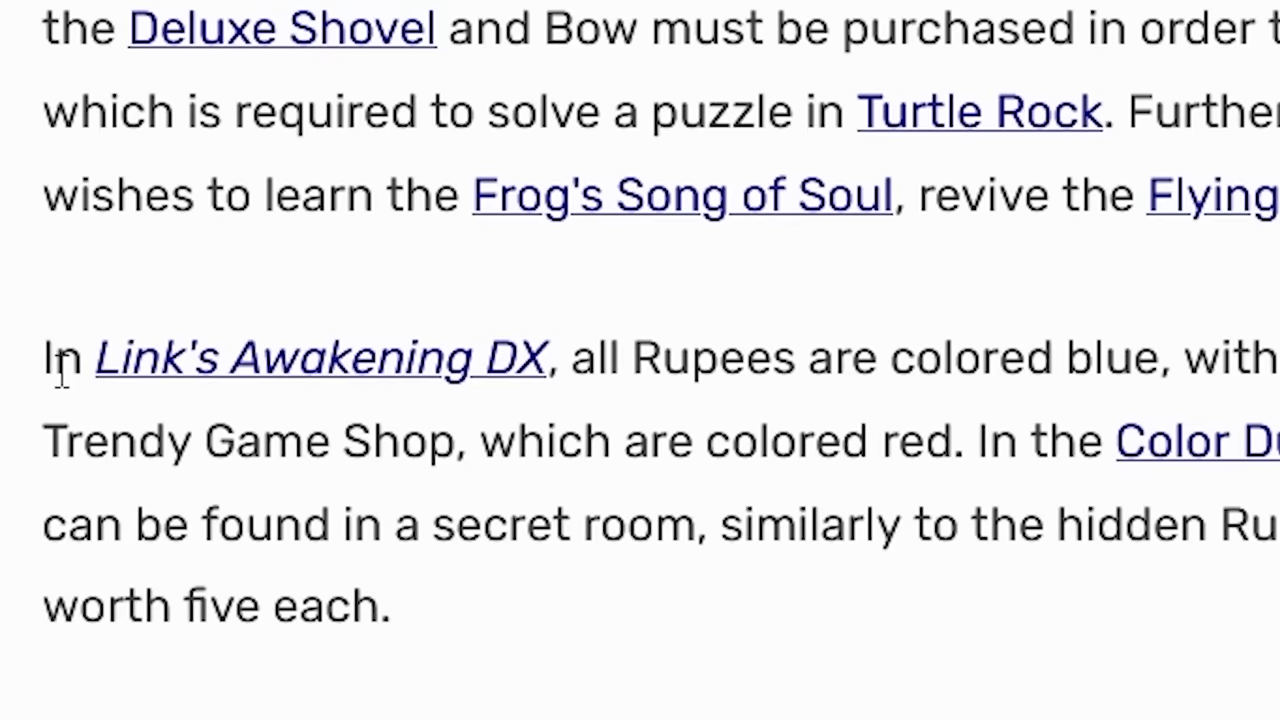 the Deluxe Shovel and Bow must be purchased in order
which is required to solve a puzzle in Turtle Rock. Further
wishes to learn the Frog's Song of Soul, revive the Flying
In Link's Awakening DX, all Rupees are colored blue, with
Trendy Game Shop, which are colored red. In the Color
can be found in a secret room, similarly to the hidden
worth five each.